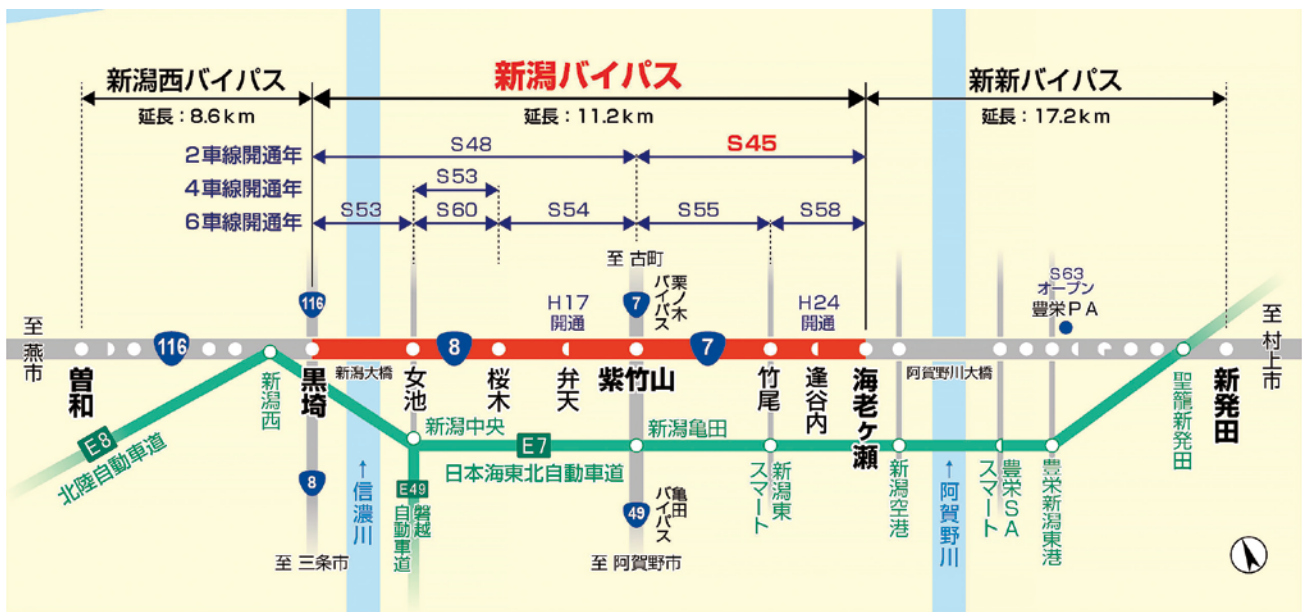 新潟西バイパス
延長：8.6km
新潟バイパス
延長：11.2km
新新バイパス
延長：17.2km
2車線開通年
S48
S45
4車線開通年
S53
6車線開通年
S53
S60
S54
S55
S58
至 古町
栗ノ木
バイパス
7
116
H17
開通
H24
開通
S63
オープン
豊栄PA
至 燕市
116
8
7
至 村上市
曽和
新潟西
黒埼
新潟大橋
女池
桜木
弁天
紫竹山
竹尾
逢谷内
海老ヶ瀬
阿賀野川大橋
聖籠新発田
新発田
E8
北陸自動車道
新潟中央
E7
日本海東北自動車道
新潟亀田
新潟東
スマート
新潟空港
豊栄SA
スマート
豊栄新潟東港
8
←信濃川
E49
磐越
自動車道
49
亀田
バイパス
←阿賀野川
至 三条市
至 阿賀野市